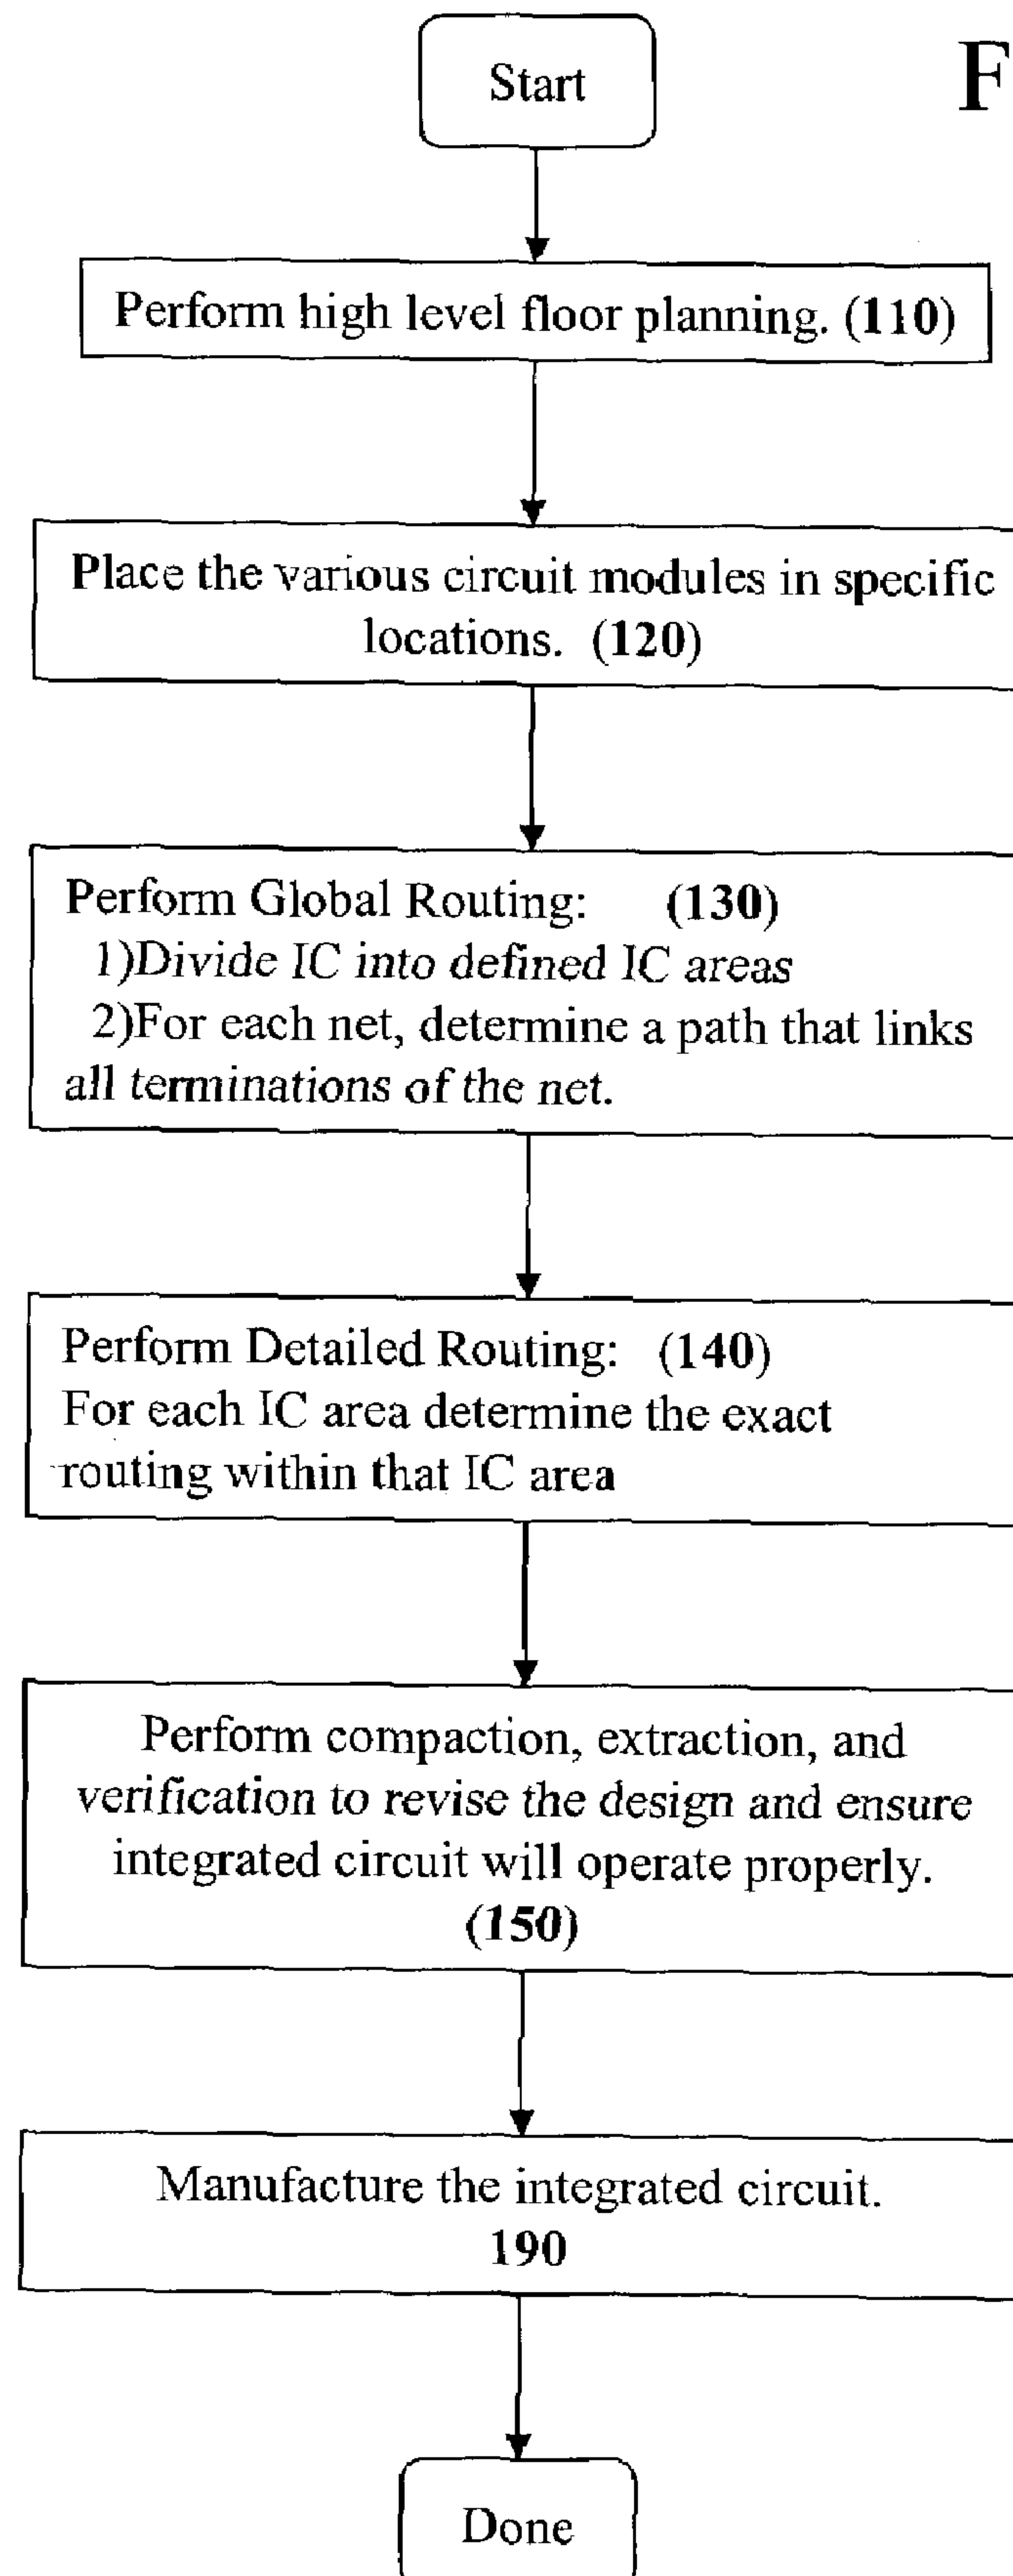 Start
F
Perform high level floor planning. (110)
Place the various circuit modules in specific
locations. (120)
Perform Global Routing: (130)
1)Divide IC into defined IC areas
2)For each net, determine a path that links
all terminations of the net.
Perform Detailed Routing: (140)
For each IC area determine the exact
routing within that IC area
Perform compaction, extraction, and
verification to revise the design and ensure
integrated circuit will operate properly.
(150)
Manufacture the integrated circuit.
190
Done